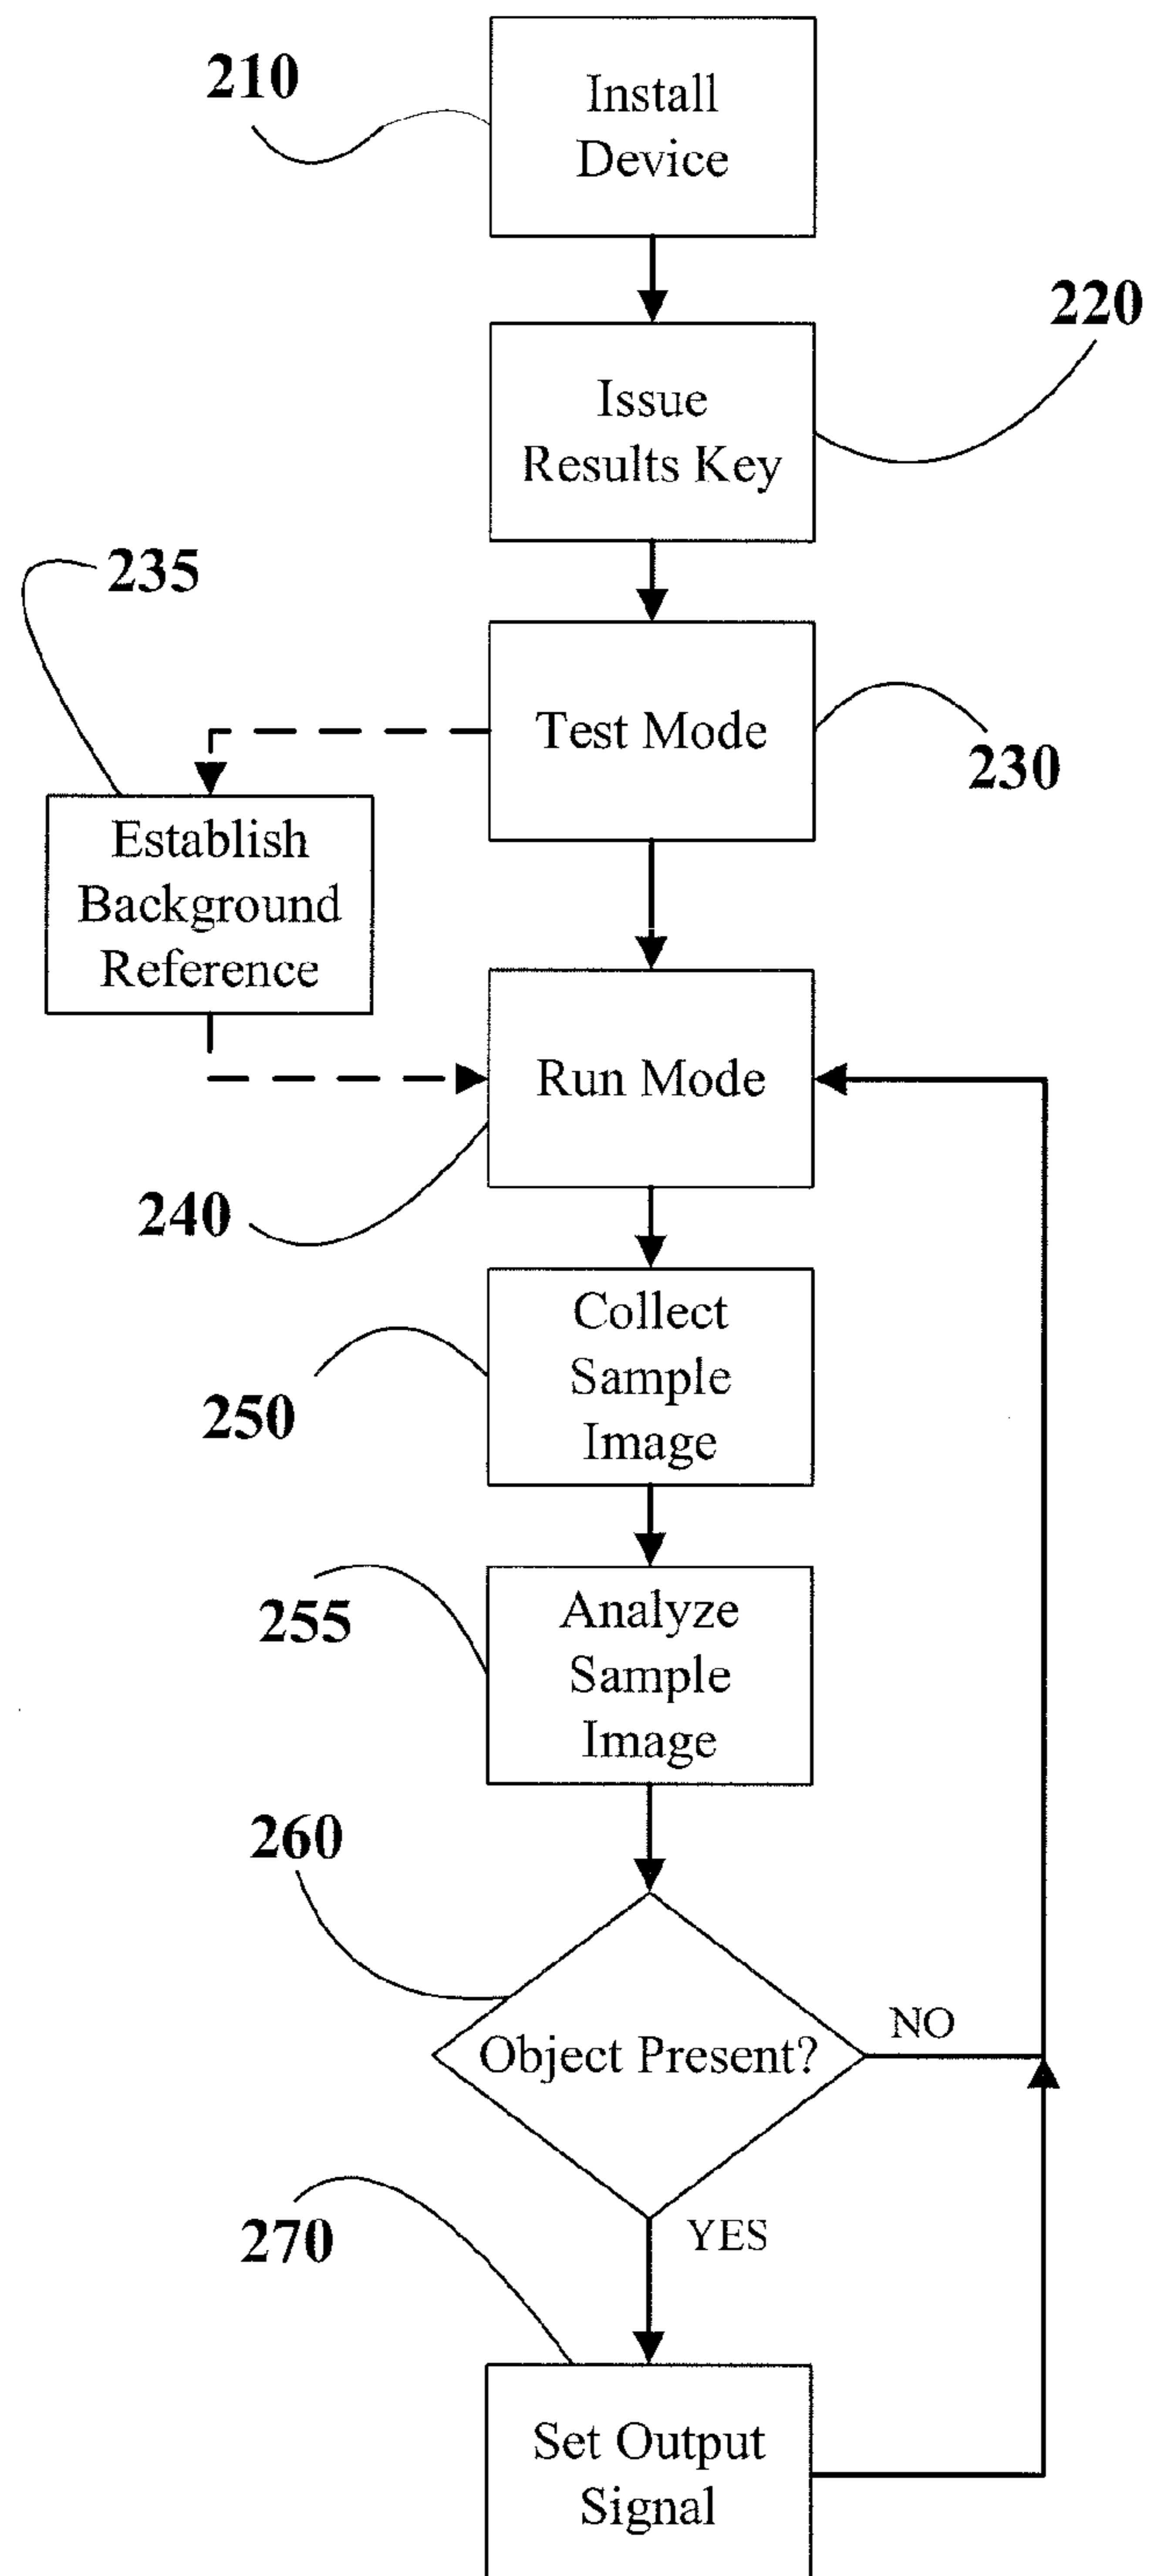 210
Install
Device
220
Issue
Results Key
235
Test Mode
230
Establish
Background
Reference
Run Mode
240
Collect
Sample
Image
250
Analyze
Sample
Image
255
260
Object Present?
NO
YES
270
Set Output
Signal